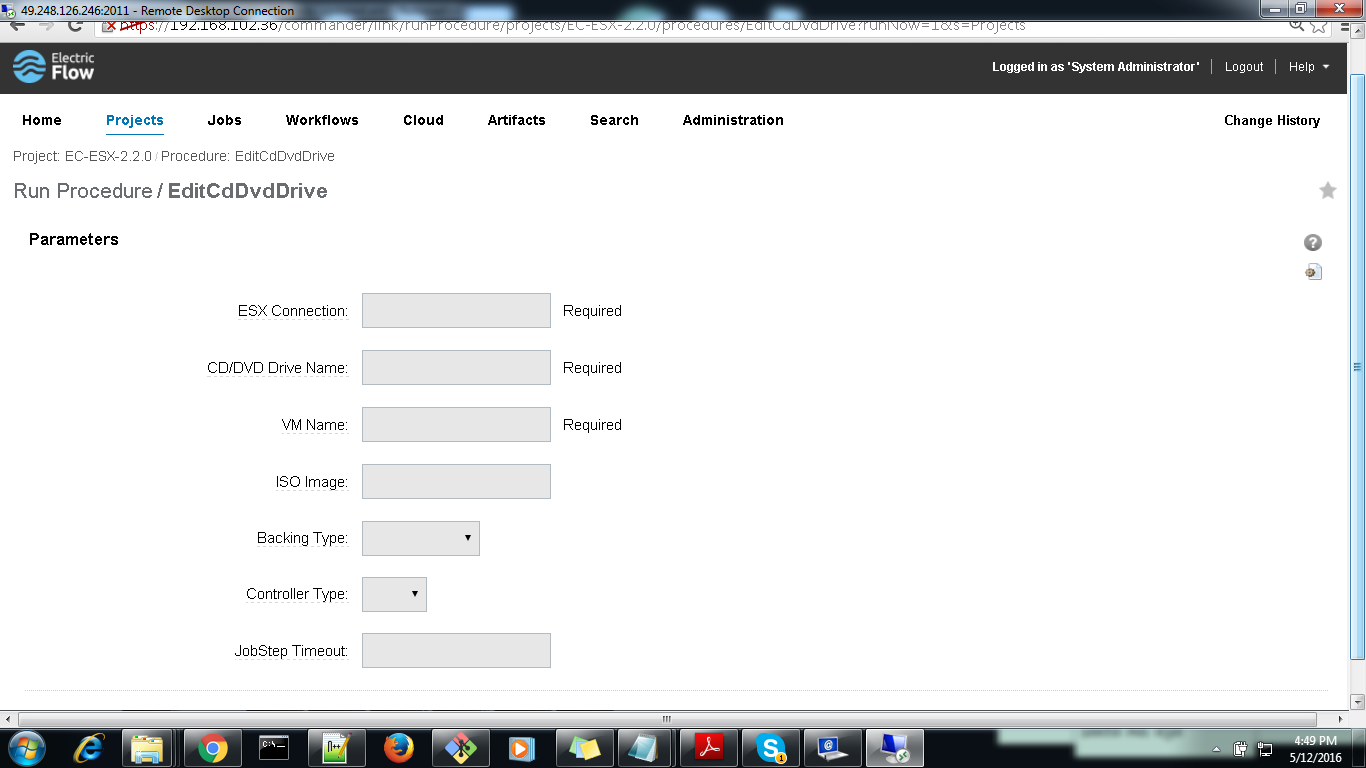 49.248.126.246:2011 - Remote Desktop Connection
https://192.168.102.36/commander/link/runProcedure/projects/EC-ESX-2.2.0/procedures/EditCdDvdDrive?runNow=1&s=Projects
Electric Flow
Logged in as 'System Administrator' Logout Help
Home Projects Jobs Workflows Cloud Artifacts Search Administration Change History
Project: EC-ESX-2.2.0 / Procedure: EditCdDvdDrive
Run Procedure / EditCdDvdDrive
Parameters
ESX Connection: Required
CD/DVD Drive Name: Required
VM Name: Required
ISO Image:
Backing Type:
Controller Type:
JobStep Timeout:
4:49 PM
5/12/2016